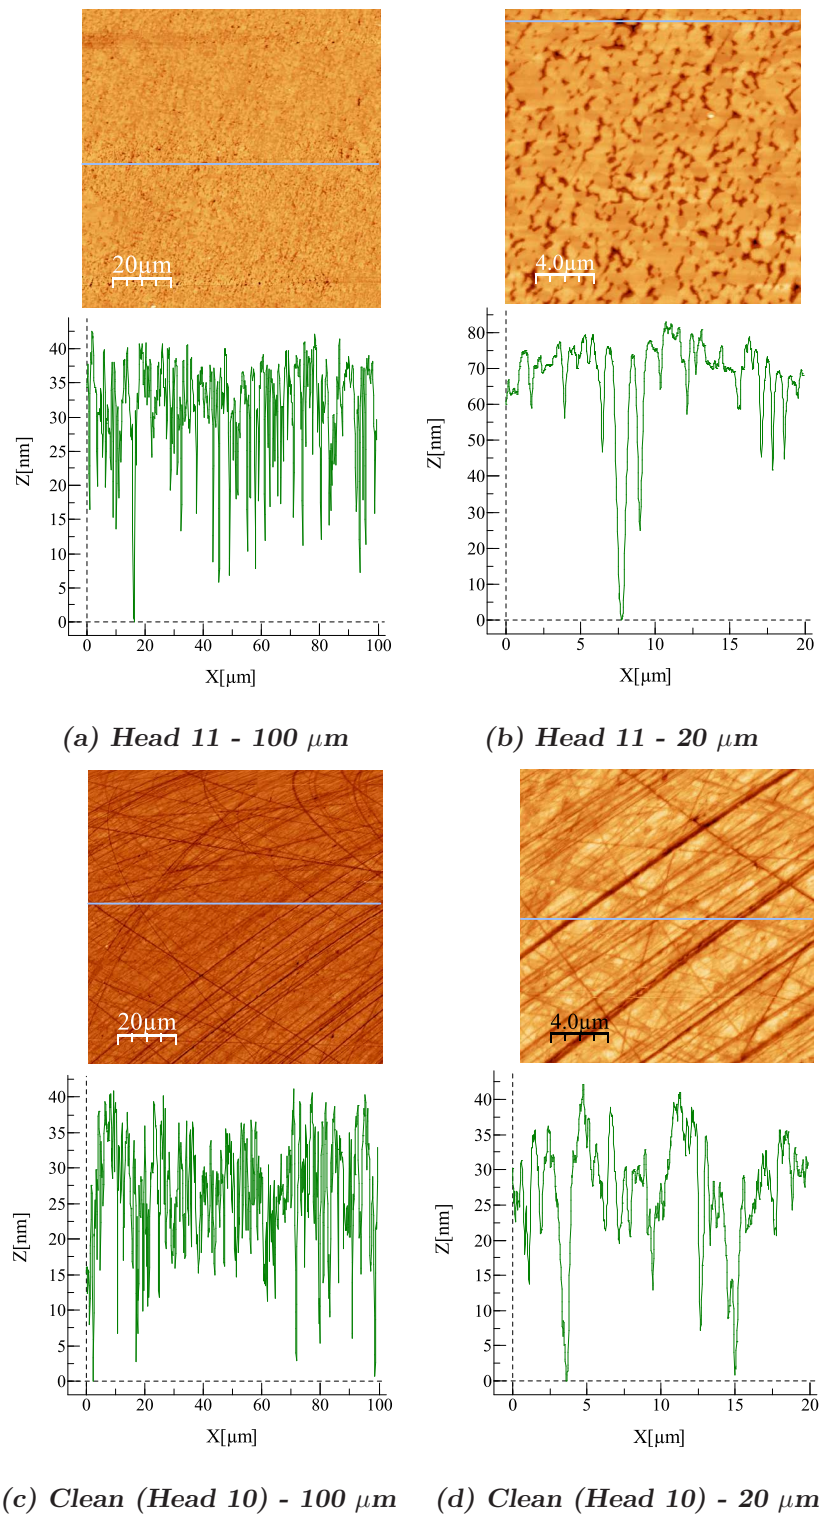 20µm
4.0µm
Z[nm]
40
35
30
25
20
15
10
5
0
0 20 40 60 80 100
X[µm]
Z[nm]
80
70
60
50
40
30
20
10
0
0 5 10 15 20
X[µm]
(a) Head 11 - 100 µm
(b) Head 11 - 20 µm
20µm
4.0µm
Z[nm]
40
35
30
25
20
15
10
5
0
0 20 40 60 80 100
X[µm]
Z[nm]
40
35
30
25
20
15
10
5
0
0 5 10 15 20
X[µm]
(c) Clean (Head 10) - 100 µm
(d) Clean (Head 10) - 20 µm